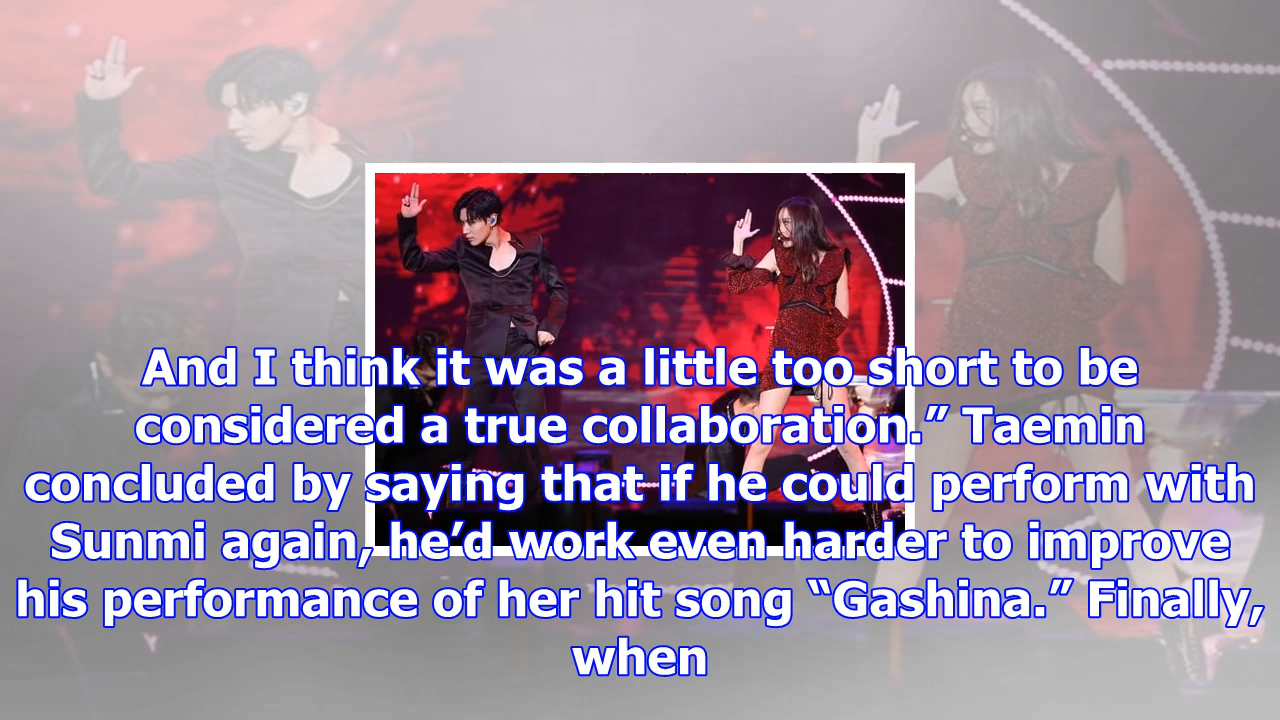 And I think it was a little too short to be
considered a true collaboration.” Taemin
concluded by saying that if he could perform with
Sunmi again, he’d work even harder to improve
his performance of her hit song “Gashina.” Finally,
when